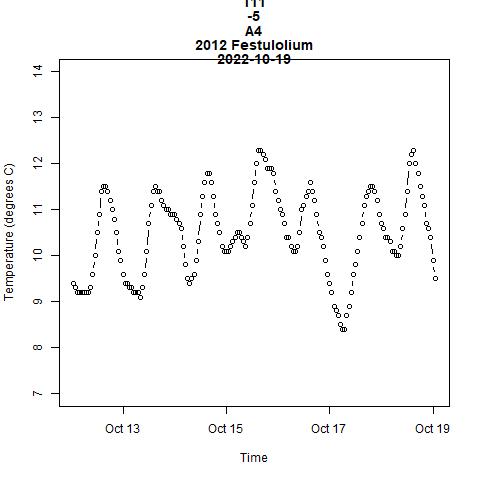 T11
-5
A4
2012 Festulolium
2022-10-19
Temperature (degrees C)
14
13
12
11
10
9
8
7
Oct 13
Oct 15
Oct 17
Oct 19
Time